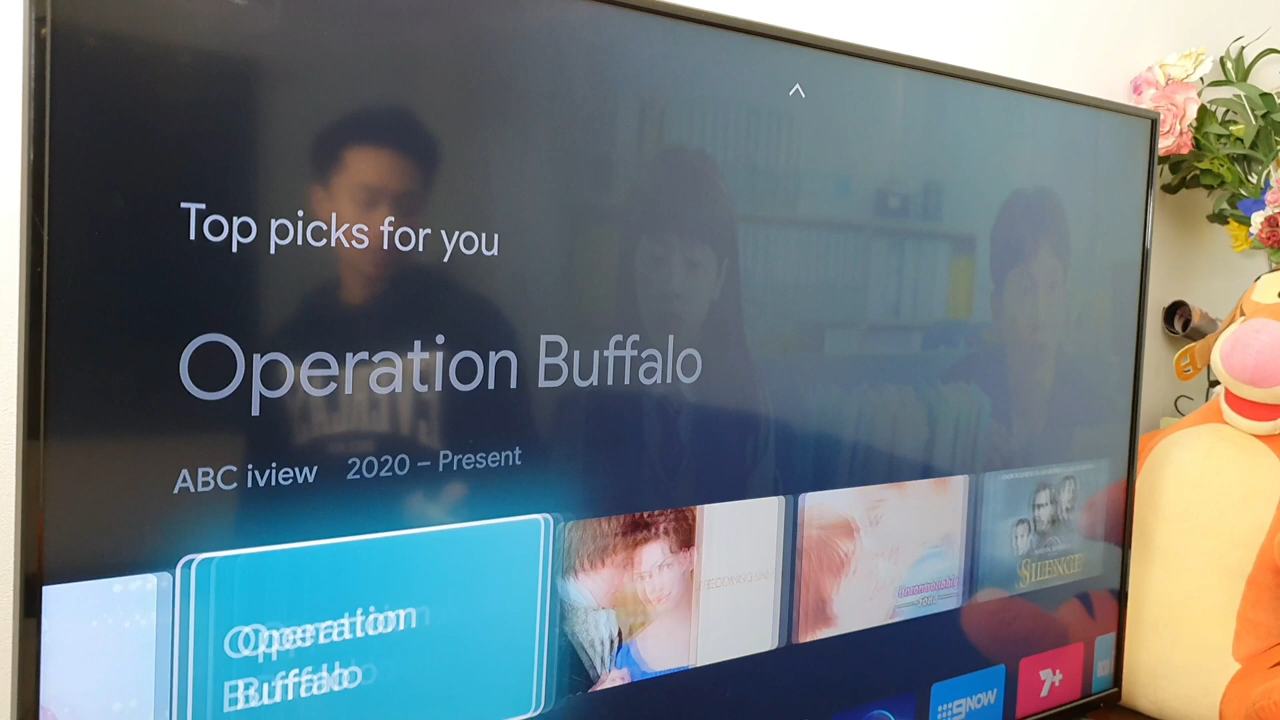 Top picks for you
Operation Buffalo
ABC iview 2020 – Present
Operation
Buffalo
SILENCE
9NOW
7+